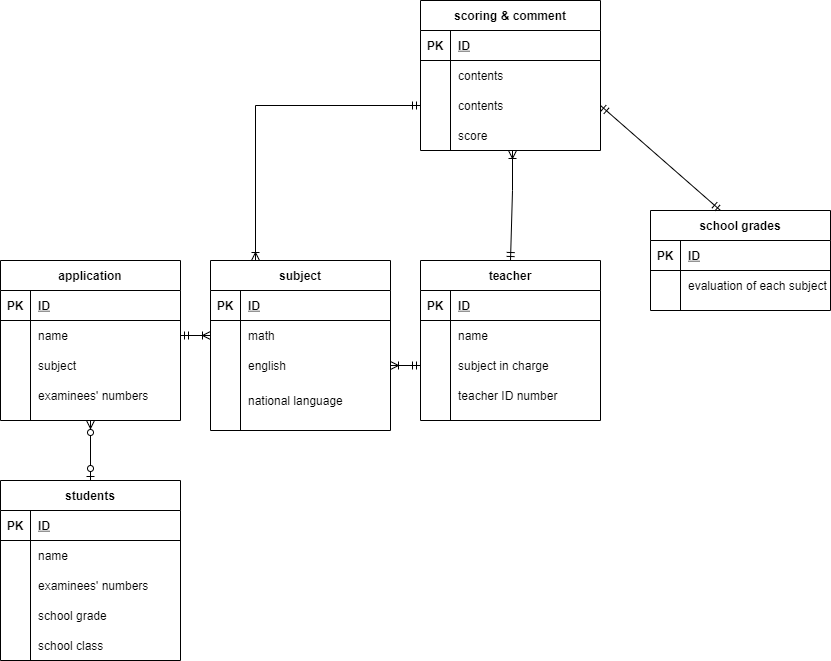 scoring & comment
PK ID
contents
contents
score
school grades
PK ID
evaluation of each subject
application
PK ID
name
subject
examinees' numbers
subject
PK ID
math
english
national language
teacher
PK ID
name
subject in charge
teacher ID number
students
PK ID
name
examinees' numbers
school grade
school class